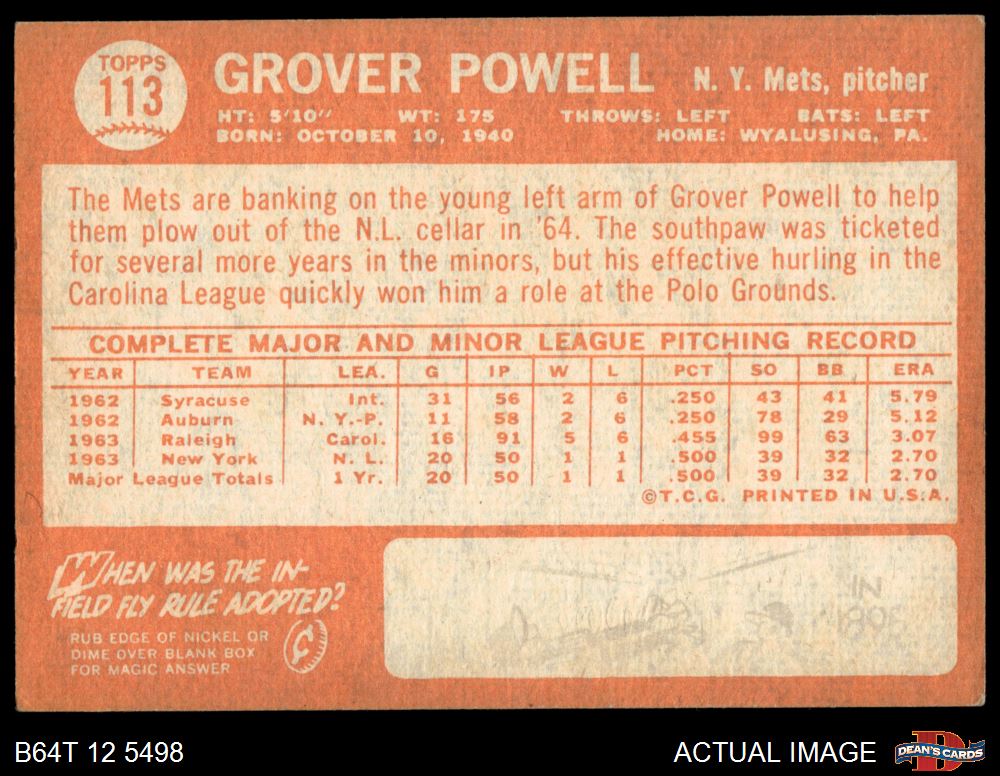 TOPPS
113
GROVER POWELL N. Y. Mets, pitcher
HT: 5'10" WT: 175 THROWS: LEFT BATS: LEFT
BORN: OCTOBER 10, 1940 HOME: WYALUSING, PA.
The Mets are banking on the young left arm of Grover Powell to help
them plow out of the N.L. cellar in '64. The southpaw was ticketed
for several more years in the minors, but his effective hurling in the
Carolina League quickly won him a role at the Polo Grounds.
COMPLETE MAJOR AND MINOR LEAGUE PITCHING RECORD
YEAR TEAM LEA. G IP W L PCT SO BB ERA
1962 Syracuse Int. 31 56 2 6 .250 43 41 5.79
1962 Auburn N. Y.-P. 11 58 2 6 .250 78 29 5.12
1963 Raleigh Carol. 16 91 5 6 .455 99 63 3.07
1963 New York N. L. 20 50 1 1 .500 39 32 2.70
Major League Totals 1 Yr. 20 50 1 1 .500 39 32 2.70
©T.C.G. PRINTED IN U.S.A.
WHEN WAS THE IN-
FIELD FLY RULE ADOPTED?
RUB EDGE OF NICKEL OR
DIME OVER BLANK BOX
FOR MAGIC ANSWER
IN
B64T 12 5498 ACTUAL IMAGE DEAN'S CARDS